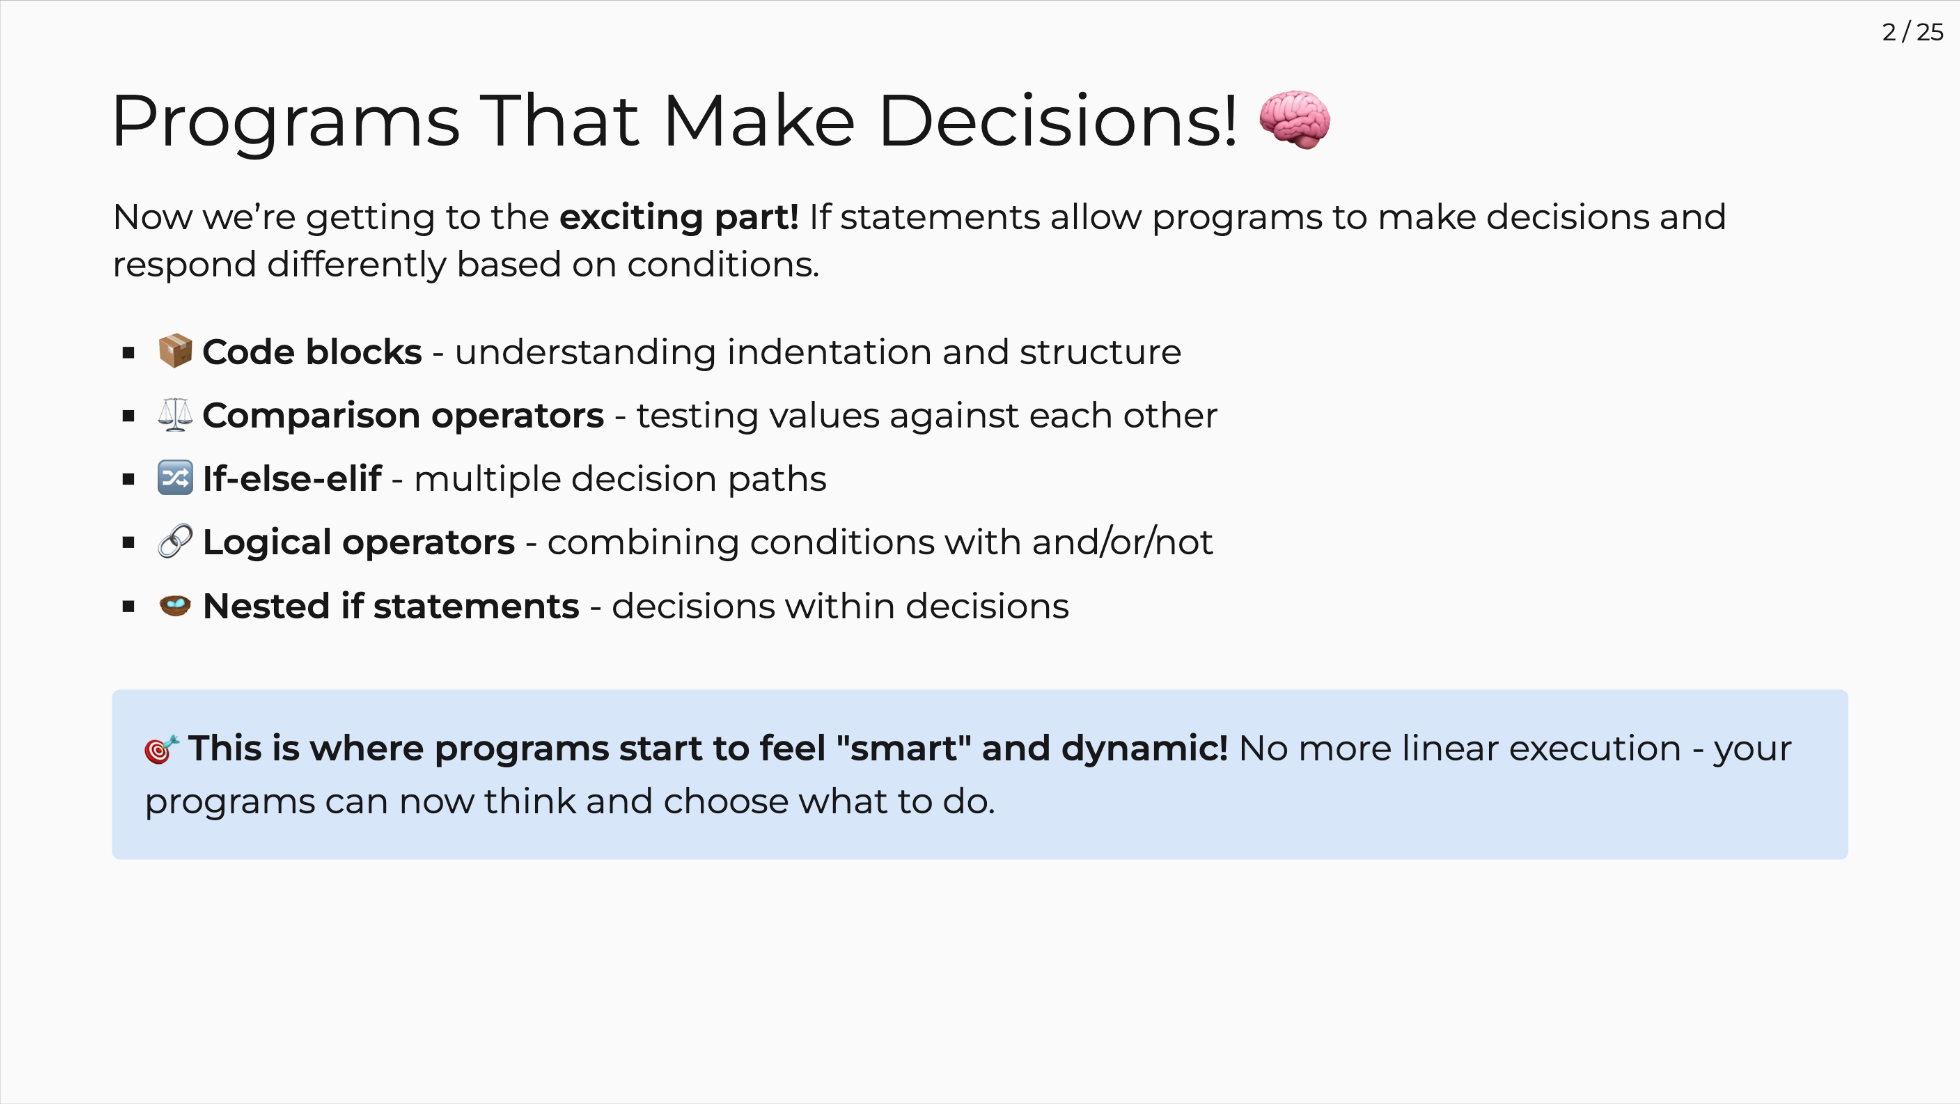 2 / 25
Programs That Make Decisions! 🧠
Now we’re getting to the exciting part! If statements allow programs to make decisions and
respond differently based on conditions.
▪ 📦 Code blocks - understanding indentation and structure
▪ ⚖️ Comparison operators - testing values against each other
▪ 🔀 If-else-elif - multiple decision paths
▪ 🔗 Logical operators - combining conditions with and/or/not
▪ 🪺 Nested if statements - decisions within decisions
🎯 This is where programs start to feel "smart" and dynamic! No more linear execution - your
programs can now think and choose what to do.